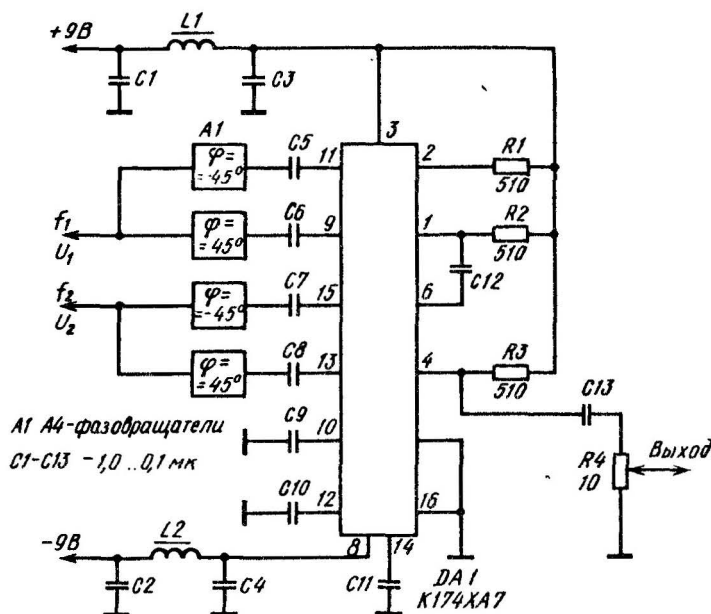 +9В
L1
C1
C3
A1
φ=
=-45°
C5
11
3
2
R1
510
f₁
U₁
φ=
=45°
C6
9
1
R2
510
C12
f₂
U₂
φ=
=-45°
C7
15
6
φ=
=45°
C8
13
4
R3
510
C13
A1 A4-фазовращатели
C1-C13 -1,0 ..0,1 мк
C9
10
R4
10
Выход
C10
12
16
-9В
L2
8
14
C2
C4
C11
DA1
К174ХА7